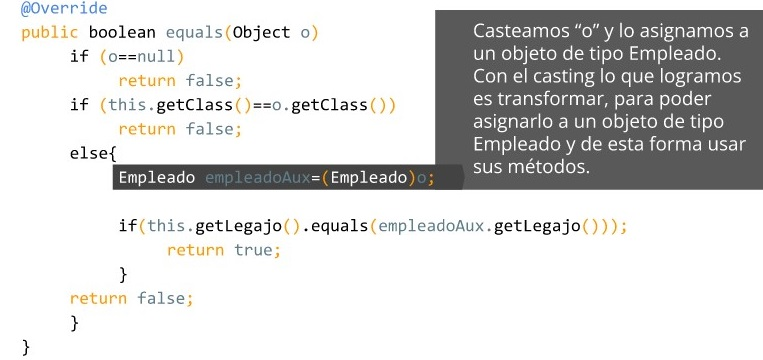 @Override
public boolean equals(Object o)
if (o==null)
return false;
if (this.getClass()==o.getClass())
return false;
else{
Empleado empleadoAux=(Empleado)o;
if(this.getLegajo().equals(empleadoAux.getLegajo()));
return true;
}
return false;
}
}
Casteamos “o” y lo asignamos a
un objeto de tipo Empleado.
Con el casting lo que logramos
es transformar, para poder
asignarlo a un objeto de tipo
Empleado y de esta forma usar
sus métodos.